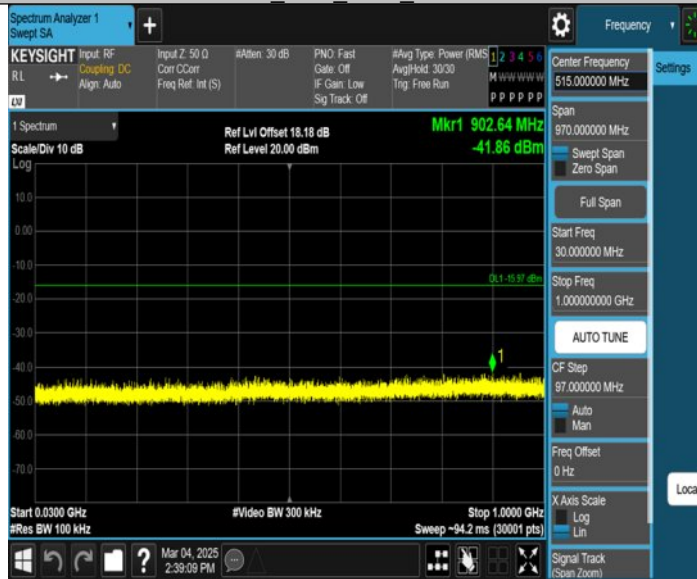 Spectrum Analyzer 1
Swept SA
Frequency
KEYSIGHT
RL
Input: RF
Coupling: DC
Align: Auto
Input Z: 50 Ω
Corr CCorr
Freq Ref: Int (S)
#Atten: 30 dB
PNO: Fast
Gate: Off
IF Gain: Low
Sig Track: Off
#Avg Type: Power (RMS
Avg|Hold: 30/30
Trig: Free Run
1 2 3 4 5 6
M W W W W W
P P P P P P
LXI
1 Spectrum
Scale/Div 10 dB
Log
Ref Lvl Offset 18.18 dB
Ref Level 20.00 dBm
Mkr1 902.64 MHz
-41.86 dBm
10.0
0.00
-10.0
-20.0
-30.0
-40.0
-50.0
-60.0
-70.0
DL1 -15.97 dBm
1
Start 0.0300 GHz
#Res BW 100 kHz
#Video BW 300 kHz
Stop 1.0000 GHz
Sweep ~94.2 ms (30001 pts)
?
Mar 04, 2025
2:39:09 PM
Center Frequency
515.000000 MHz
Span
970.000000 MHz
Swept Span
Zero Span
Full Span
Start Freq
30.000000 MHz
Stop Freq
1.000000000 GHz
AUTO TUNE
CF Step
97.000000 MHz
Auto
Man
Freq Offset
0 Hz
X Axis Scale
Log
Lin
Signal Track
(Span Zoom)
Settings
Loca